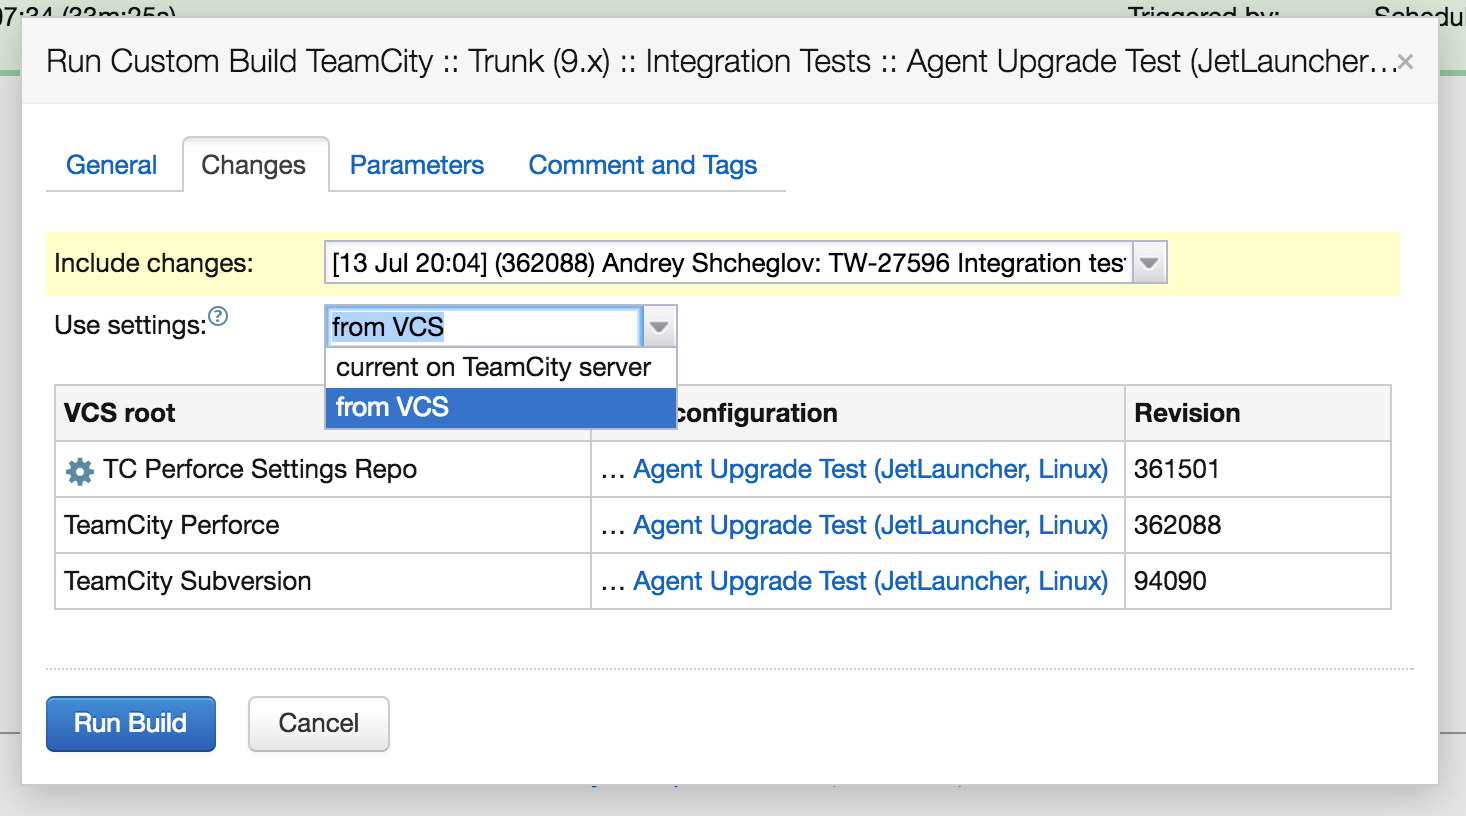 07:34 (33m:25s) Triggered by: Schedul
Run Custom Build TeamCity :: Trunk (9.x) :: Integration Tests :: Agent Upgrade Test (JetLauncher... ×
General Changes Parameters Comment and Tags
Include changes: [13 Jul 20:04] (362088) Andrey Shcheglov: TW-27596 Integration tes
Use settings: ? from VCS
current on TeamCity server
from VCS
VCS root configuration Revision
TC Perforce Settings Repo ... Agent Upgrade Test (JetLauncher, Linux) 361501
TeamCity Perforce ... Agent Upgrade Test (JetLauncher, Linux) 362088
TeamCity Subversion ... Agent Upgrade Test (JetLauncher, Linux) 94090
Run Build Cancel